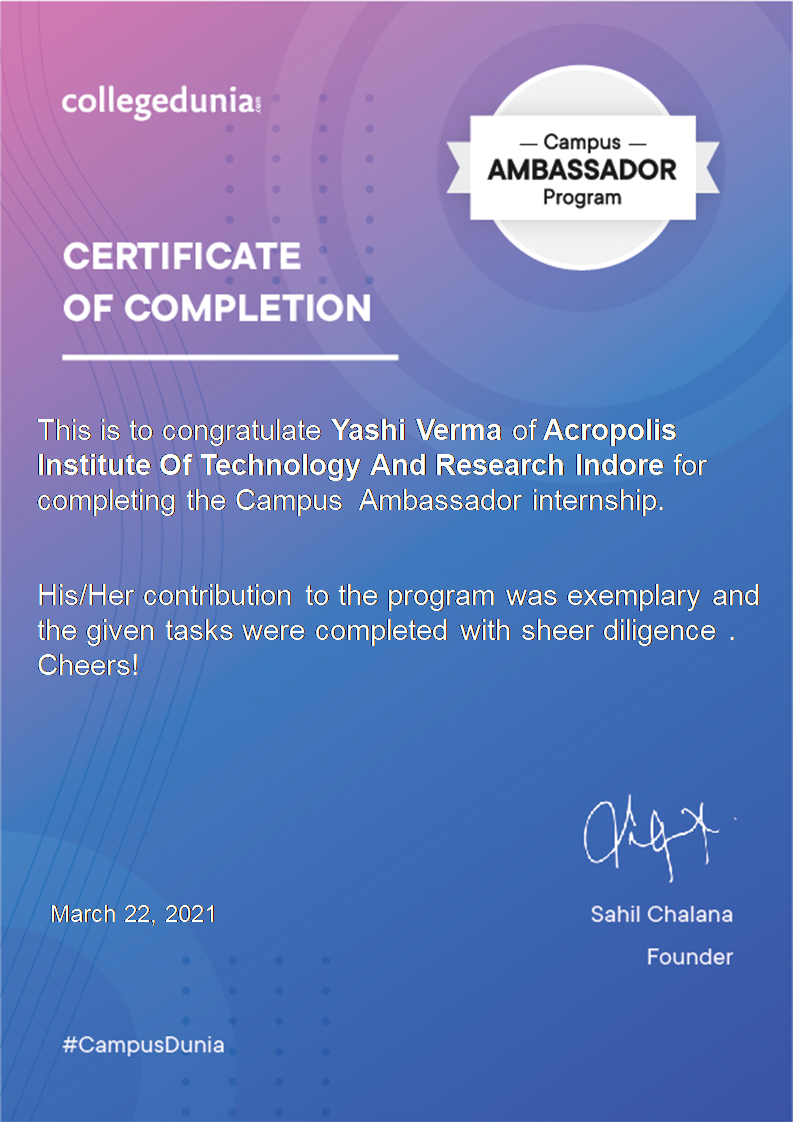 collegedunia.com
— Campus —
AMBASSADOR
Program
CERTIFICATE
OF COMPLETION
This is to congratulate Yashi Verma of Acropolis
Institute Of Technology And Research Indore for
completing the Campus Ambassador internship.
His/Her contribution to the program was exemplary and
the given tasks were completed with sheer diligence .
Cheers!
March 22, 2021
Sahil Chalana
Founder
#CampusDunia